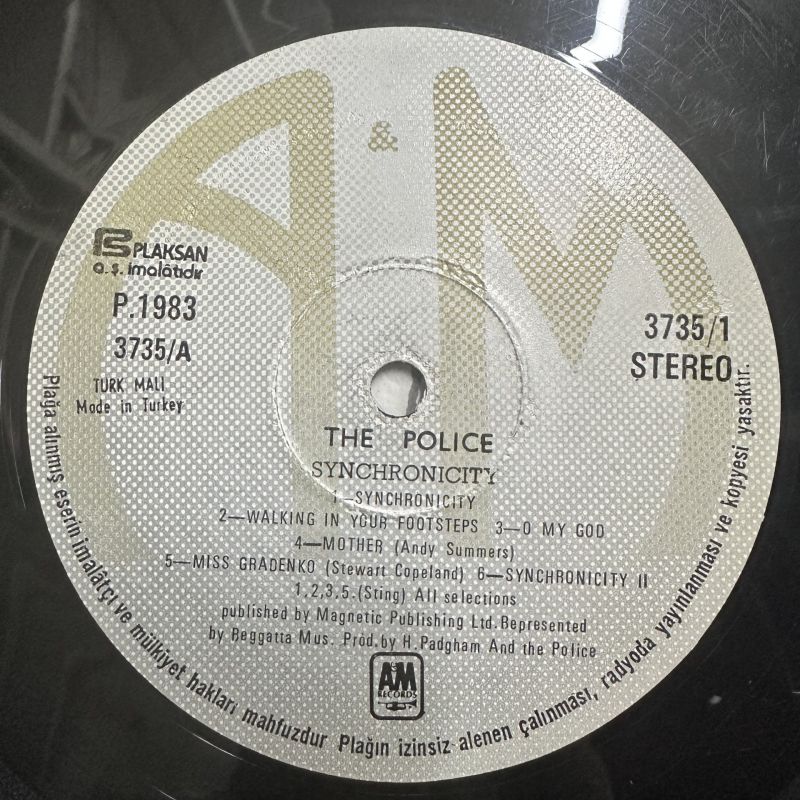 A & M
PLAKSAN
a.ş. imalâtıdır
P.1983
3735/A
TURK MALI
Made in Turkey
3735/1
STEREO
THE POLICE
SYNCHRONICITY
1—SYNCHRONICITY
2—WALKING IN YOUR FOOTSTEPS 3—O MY GOD
4—MOTHER (Andy Summers)
5—MISS GRADENKO (Stewart Copeland) 6—SYNCHRONICITY II
1,2,3,5.(Sting) All selections
published by Magnetic Publishing Ltd.Bepresented
by Beggatta Mus. Prod.by H.Padgham And the Police
A&M
RECORDS
Plağa alınmış eserin imalâtçı ve mülkiyet hakları mahfuzdur Plağın izinsiz alenen çalınması, radyoda yayınlanması ve kopyesi yasaktır.